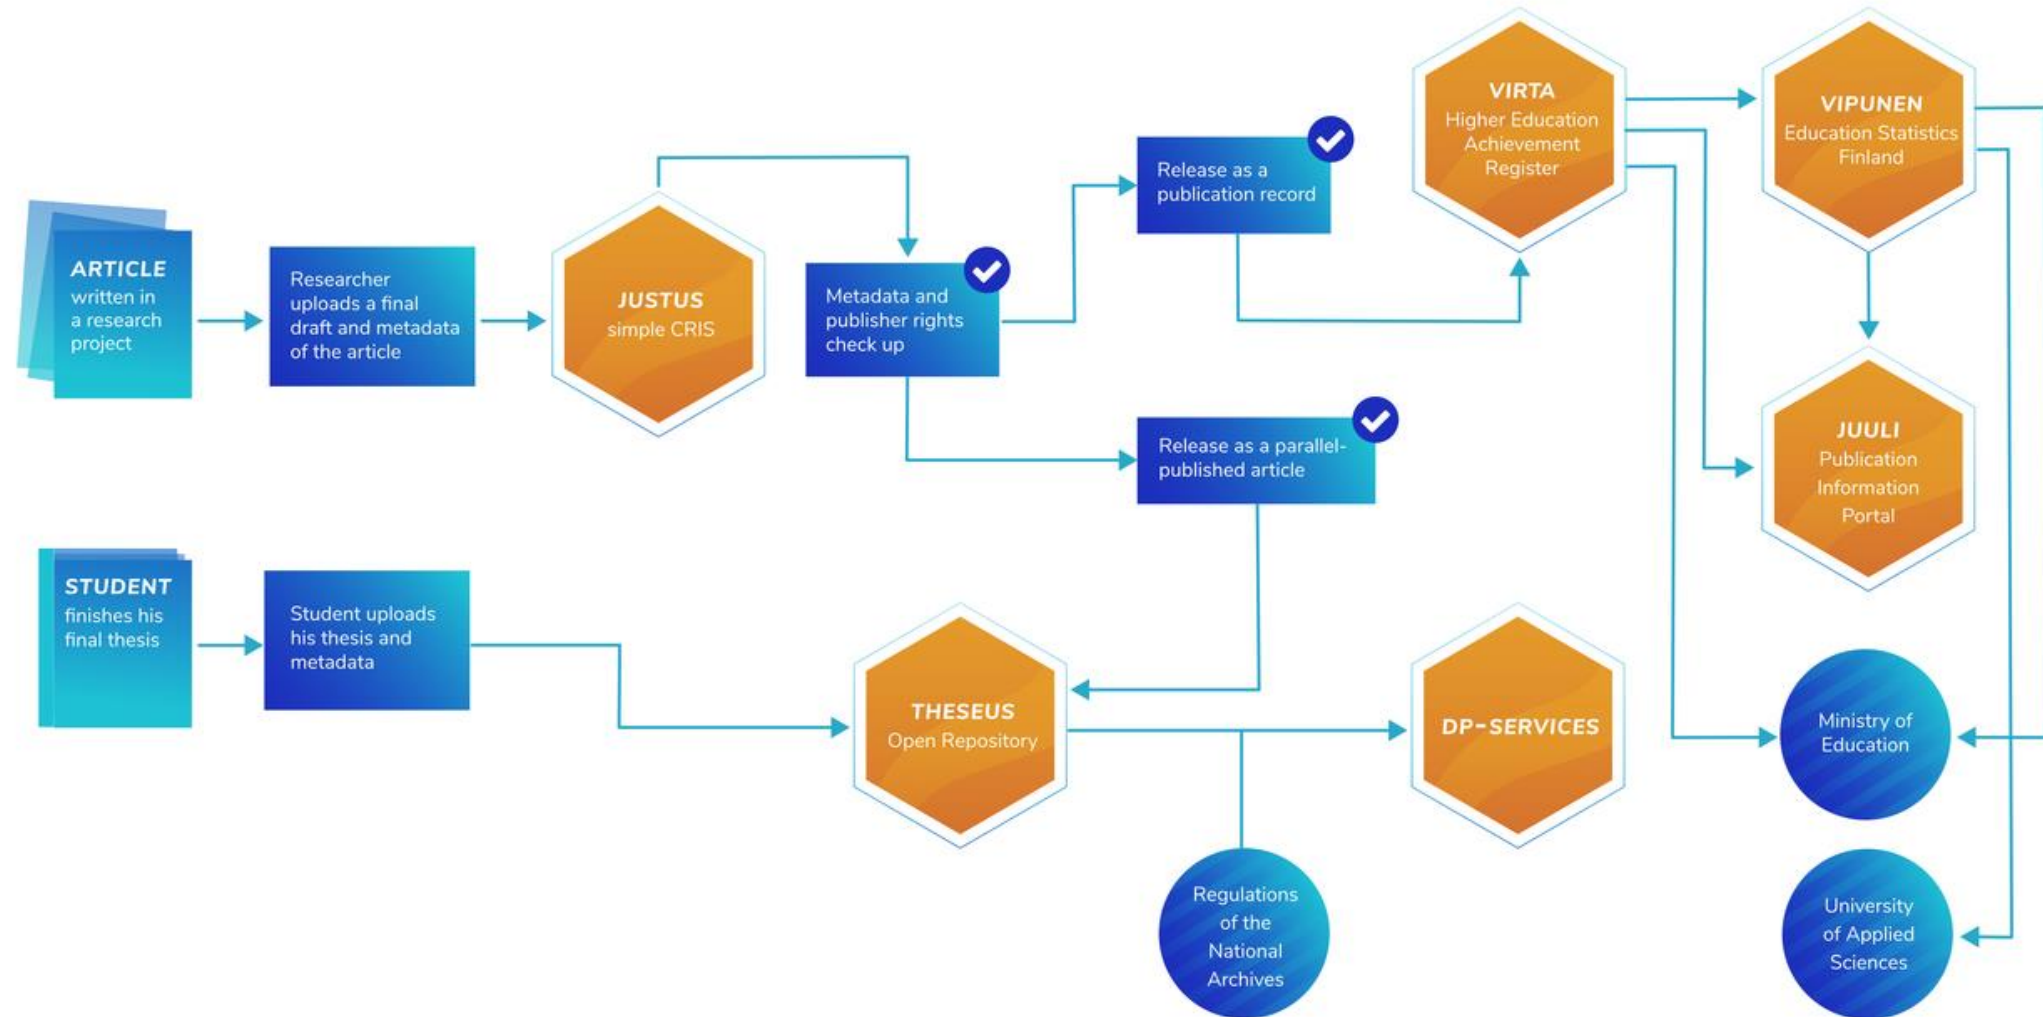 ARTICLE
written in
a research
project
Researcher
uploads a final
draft and metadata
of the article
JUSTUS
simple CRIS
Metadata and
publisher rights
check up
Release as a
publication record
VIRTA
Higher Education
Achievement
Register
VIPUNEN
Education Statistics
Finland
Release as a parallel-
published article
JUULI
Publication
Information
Portal
STUDENT
finishes his
final thesis
Student uploads
his thesis and
metadata
THESEUS
Open Repository
DP-SERVICES
Ministry of
Education
Regulations
of the
National
Archives
University
of Applied
Sciences